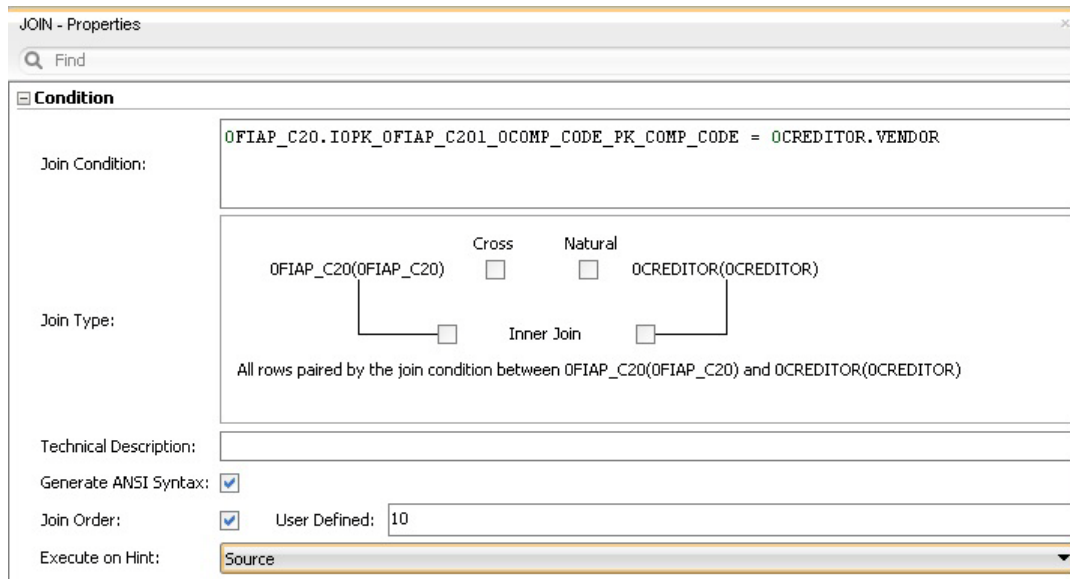 JOIN - Properties
Find
Condition
Join Condition:
0FIAP_C20.IOPK_0FIAP_C201_0COMP_CODE_PK_COMP_CODE = 0CREDITOR.VENDOR
Join Type:
Cross Natural
0FIAP_C20(0FIAP_C20) 0CREDITOR(0CREDITOR)
Inner Join
All rows paired by the join condition between 0FIAP_C20(0FIAP_C20) and 0CREDITOR(0CREDITOR)
Technical Description:
Generate ANSI Syntax:
Join Order: User Defined: 10
Execute on Hint: Source